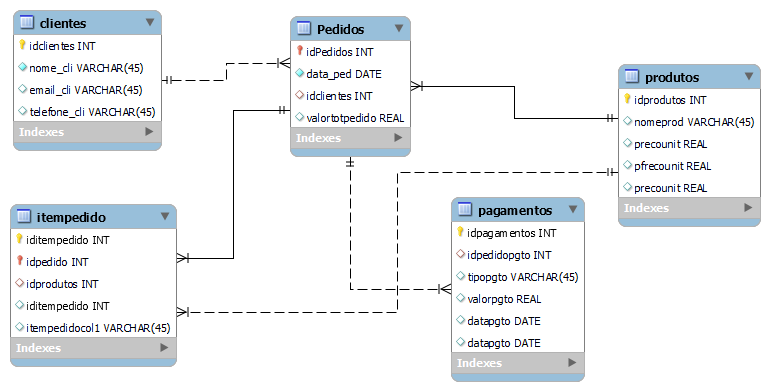 clientes
idclientes INT
nome_cli VARCHAR(45)
email_cli VARCHAR(45)
telefone_cli VARCHAR(45)
Indexes
Pedidos
idPedidos INT
data_ped DATE
idclientes INT
valortotpedido REAL
Indexes
produtos
idprodutos INT
nomeprod VARCHAR(45)
precounit REAL
pfrecounit REAL
precounit REAL
Indexes
itempedido
iditempedido INT
idpedido INT
idprodutos INT
iditempedido INT
itempedidocol1 VARCHAR(45)
Indexes
pagamentos
idpagamentos INT
idpedidopgto INT
tipopgto VARCHAR(45)
valorpgto REAL
datapgto DATE
datapgto DATE
Indexes